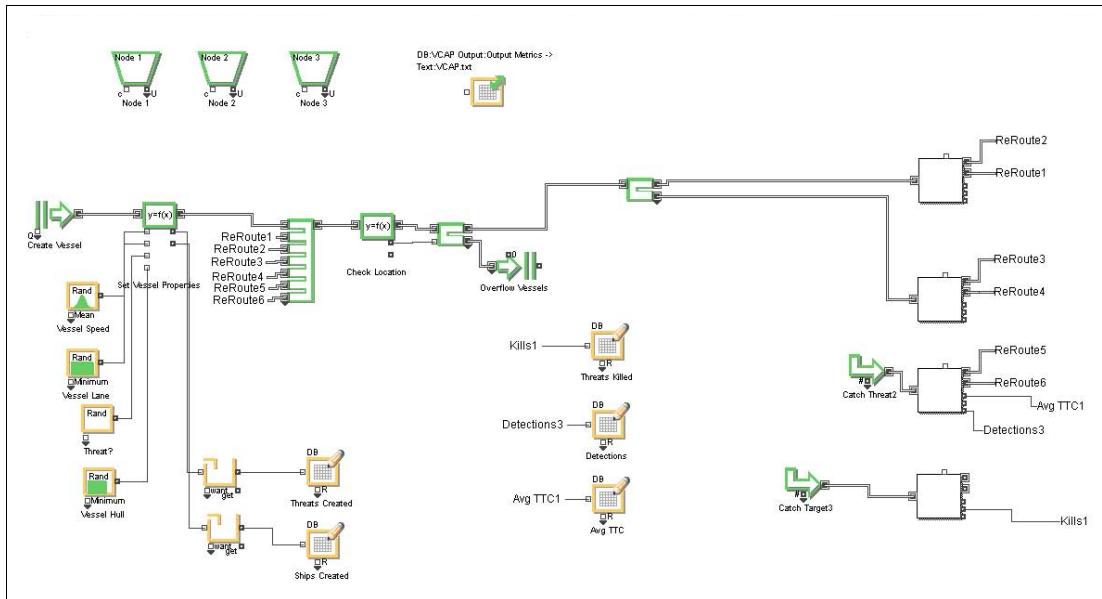 DB:VCAP Output:Output Metrics ->
Text:VCAP.txt
Node 1
Node 2
Node 3
c
U
c
U
c
U
Node 1
Node 2
Node 3
ReRoute2
ReRoute1
y=f(x)
y=f(x)
Q
Create Vessel
ReRoute1
ReRoute2
ReRoute3
ReRoute4
ReRoute5
ReRoute6
Check Location
Set Vessel Properties
Overflow Vessels
ReRoute3
ReRoute4
Rand
Mean
Vessel Speed
Rand
Minimum
Vessel Lane
Rand
Threat?
Rand
Minimum
Vessel Hull
Kills1
DB
R
Threats Killed
ReRoute5
ReRoute6
#
Catch Threat2
Avg TTC1
Detections3
Detections3
DB
R
Detections
want
get
DB
R
Threats Created
Avg TTC1
DB
R
Avg TTC
#
Catch Target3
Kills1
want
get
DB
R
Ships Created